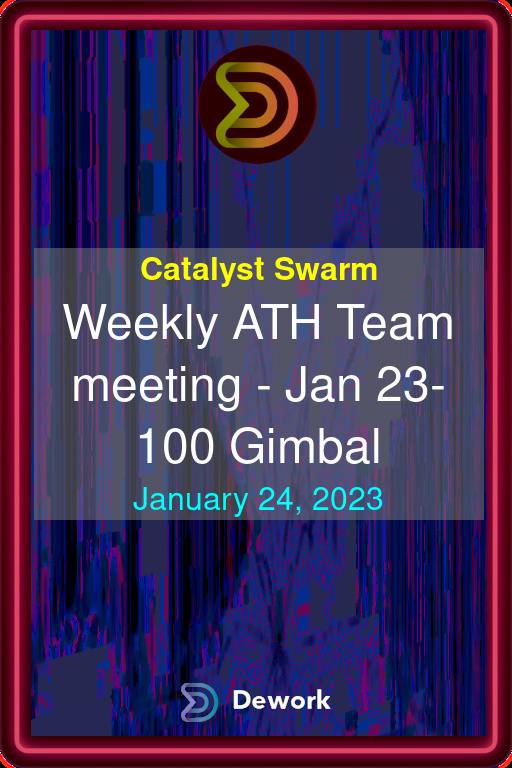 Catalyst Swarm
Weekly ATH Team
meeting - Jan 23-
100 Gimbal
January 24, 2023
Dework